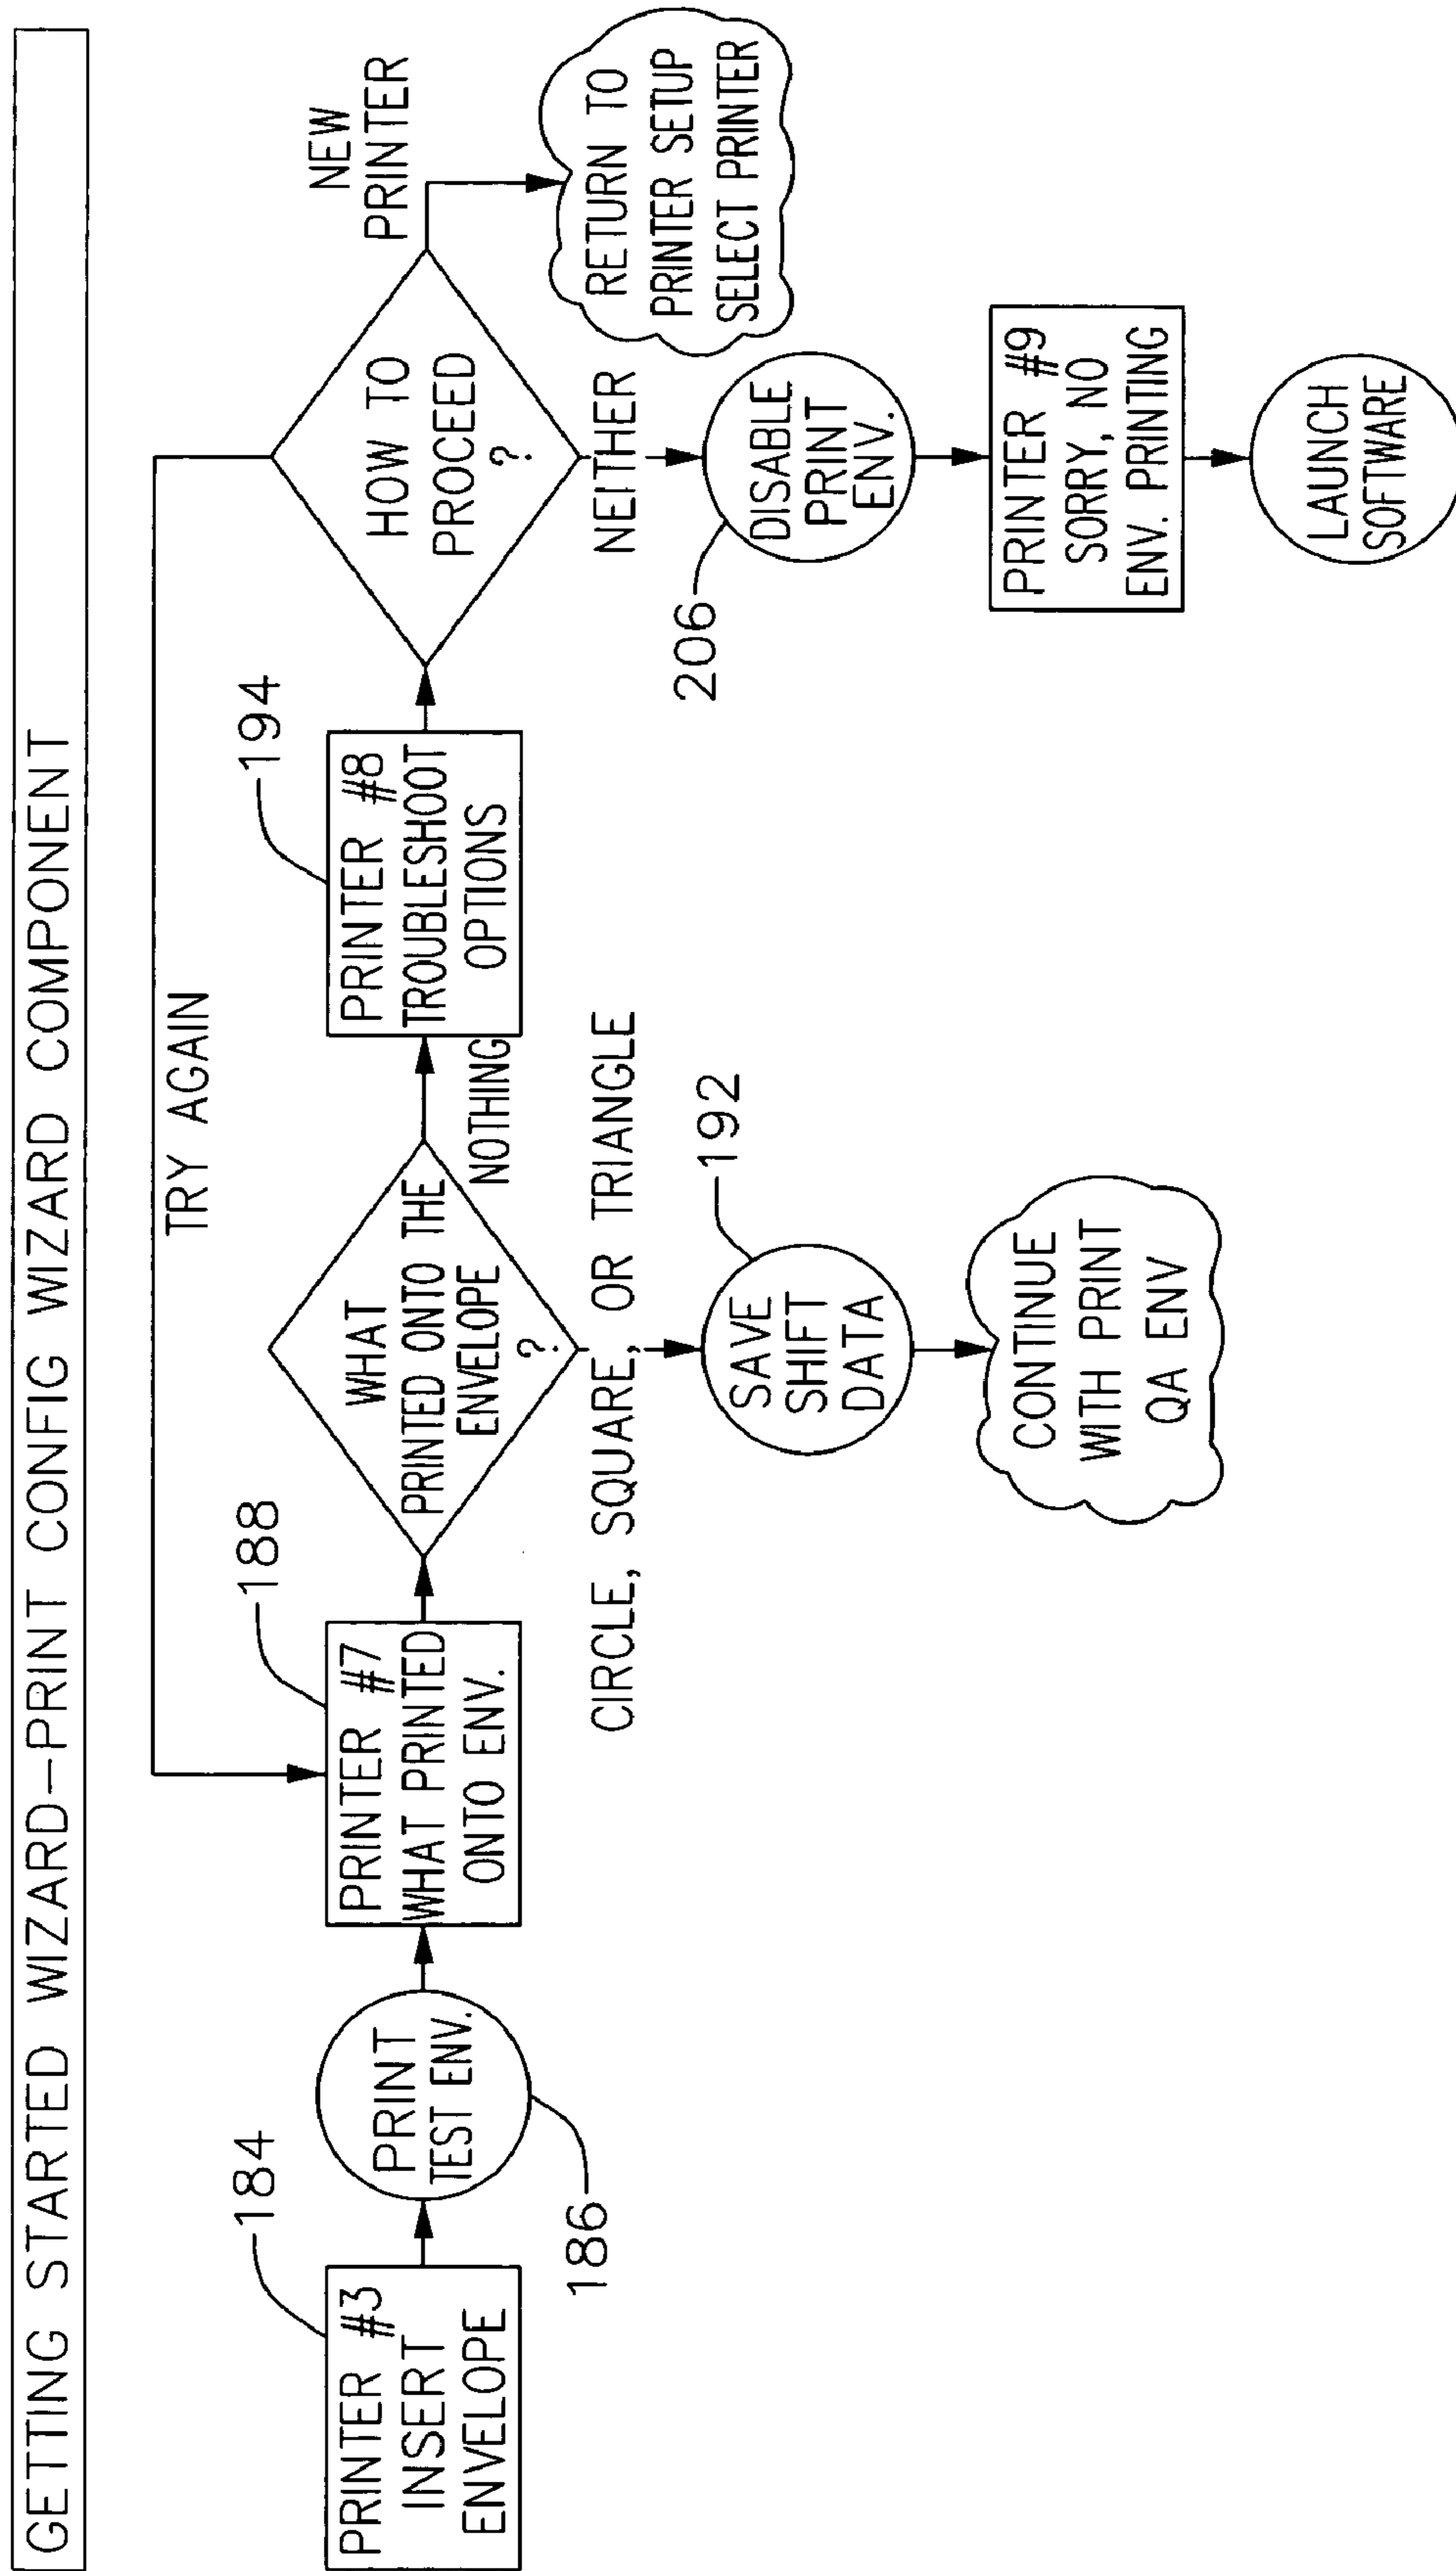 GETTING STARTED WIZARD-PRINT CONFIG WIZARD COMPONENT
TRY AGAIN
184
PRINTER #3
INSERT
ENVELOPE
PRINT
TEST ENV.
186
188
PRINTER #7
WHAT PRINTED
ONTO ENV.
WHAT
PRINTED ONTO THE
ENVELOPE
?
NOTHING
CIRCLE, SQUARE, OR TRIANGLE
192
SAVE
SHIFT
DATA
CONTINUE
WITH PRINT
QA ENV
194
PRINTER #8
TROUBLESHOOT
OPTIONS
HOW TO
PROCEED
?
NEW
PRINTER
RETURN TO
PRINTER SETUP
SELECT PRINTER
NEITHER
206
DISABLE
PRINT
ENV.
PRINTER #9
SORRY, NO
ENV. PRINTING
LAUNCH
SOFTWARE